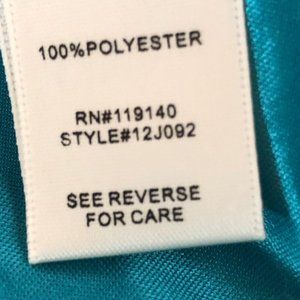 100%POLYESTER
RN#119140
STYLE#12J092
SEE REVERSE
FOR CARE